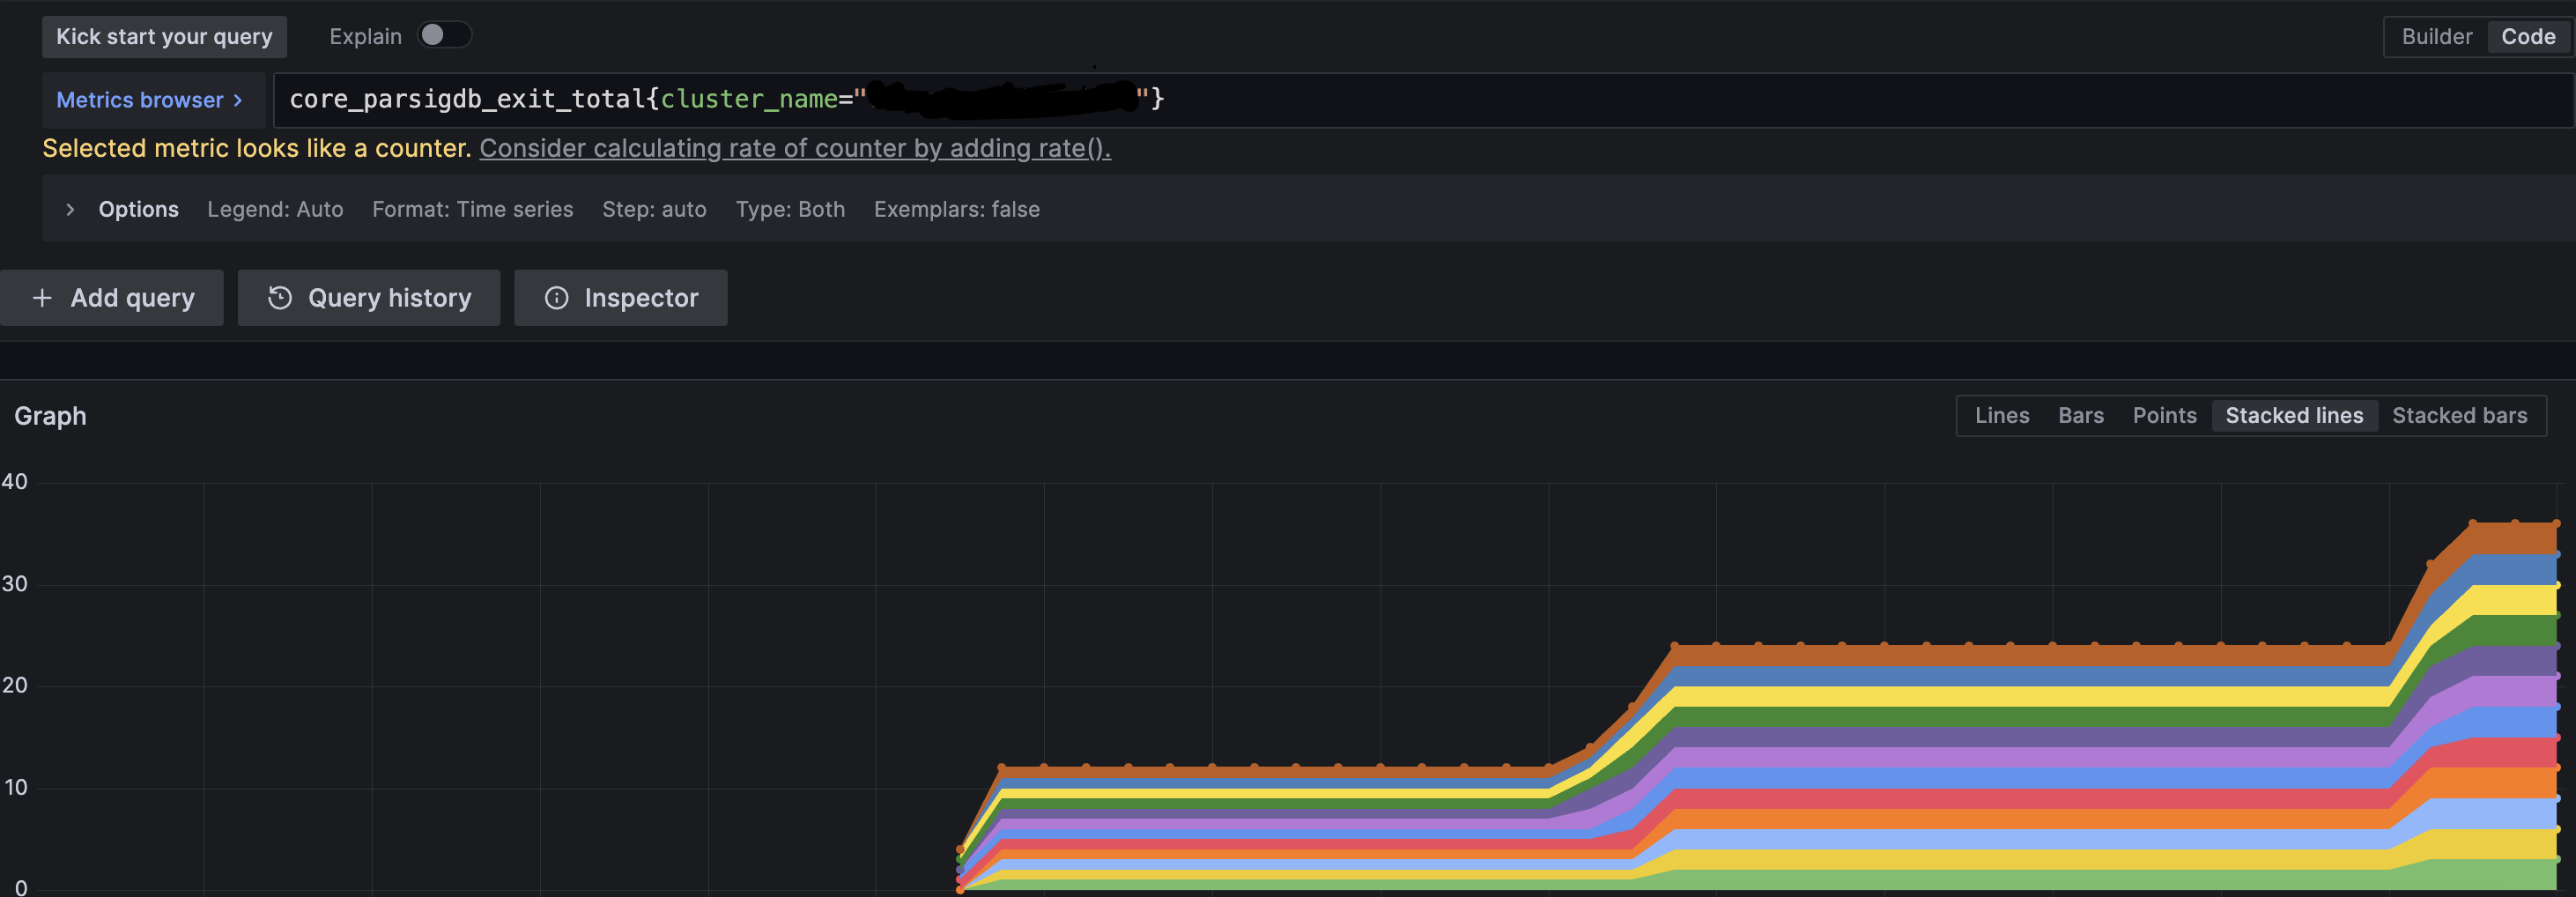 Kick start your query Explain Builder Code
Metrics browser > core_parsigdb_exit_total{cluster_name=""}
Selected metric looks like a counter. Consider calculating rate of counter by adding rate().
> Options Legend: Auto Format: Time series Step: auto Type: Both Exemplars: false
+ Add query Query history Inspector
Graph Lines Bars Points Stacked lines Stacked bars
40
30
20
10
0